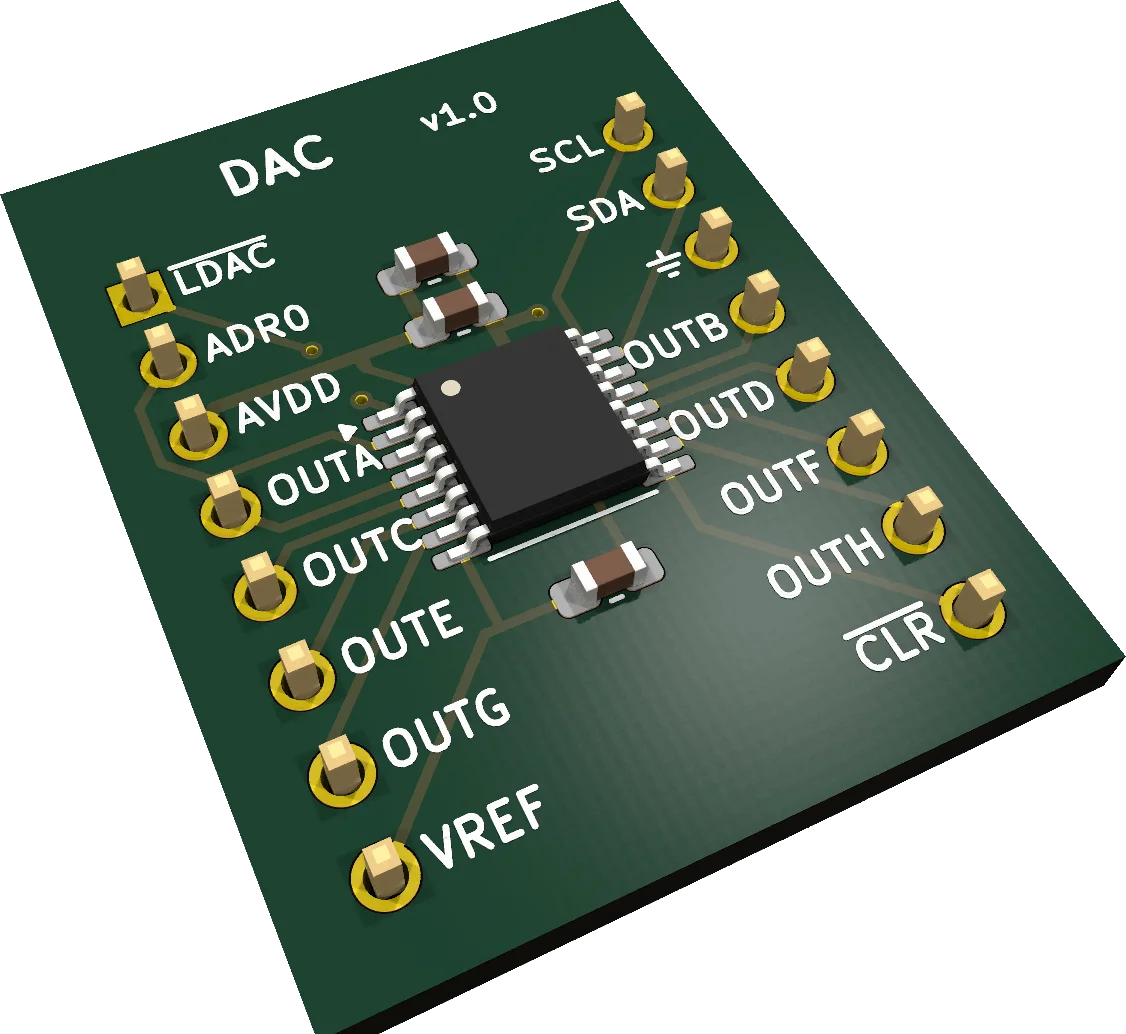 DAC
v1.0
LDAC
ADR0
AVDD
OUTA
OUTC
OUTE
OUTG
VREF
SCL
SDA
OUTB
OUTD
OUTF
OUTH
CLR